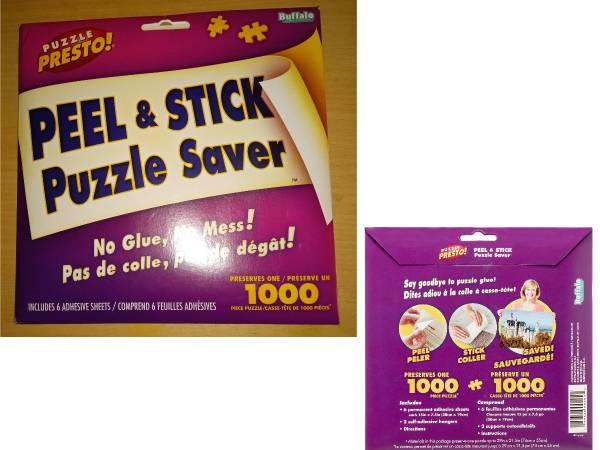 PUZZLE
PRESTO!
Buffalo
PEEL & STICK
Puzzle Saver
TM
No Glue, No Mess!
Pas de colle, pas de dégât!
PRESERVES ONE / PRÉSERVE UN
1000
PIECE PUZZLE/CASSE-TÊTE DE 1000 PIÈCES*
INCLUDES 6 ADHESIVE SHEETS / COMPREND 6 FEUILLES ADHÉSIVES
PUZZLE
PRESTO!
PEEL & STICK
Puzzle Saver
Buffalo
Say goodbye to puzzle glue!
Dites adieu à la colle à casse-tête!
PEEL
PELER
STICK
COLLER
SAVED!
SAUVEGARDÉ!
PRESERVES ONE
1000
PIECE PUZZLE*
PRÉSERVE UN
1000
CASSE-TÊTE DE 1000 PIÈCES*
Includes
• 6 permanent adhesive sheets
• 2 self-adhesive hangers
• Directions
Comprend
• 6 feuilles adhésives permanentes
• 2 supports autoadhésifs
• Instructions